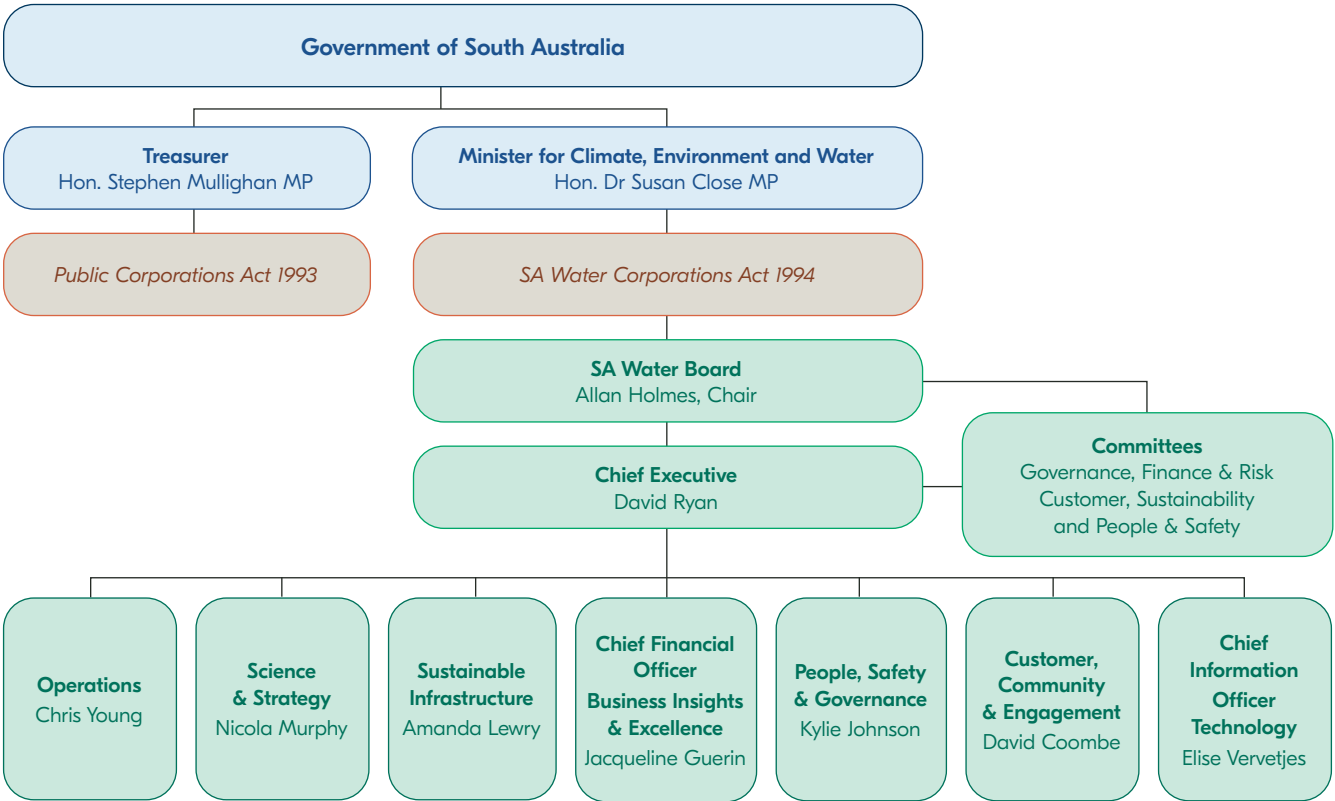 Government of South Australia
Treasurer
Hon. Stephen Mullighan MP
Minister for Climate, Environment and Water
Hon. Dr Susan Close MP
Public Corporations Act 1993
SA Water Corporations Act 1994
SA Water Board
Allan Holmes, Chair
Chief Executive
David Ryan
Committees
Governance, Finance & Risk
Customer, Sustainability
and People & Safety
Operations
Chris Young
Science
& Strategy
Nicola Murphy
Sustainable
Infrastructure
Amanda Lewry
Chief Financial
Officer
Business Insights
& Excellence
Jacqueline Guerin
People, Safety
& Governance
Kylie Johnson
Customer,
Community
& Engagement
David Coombe
Chief
Information
Officer
Technology
Elise Vervetjes